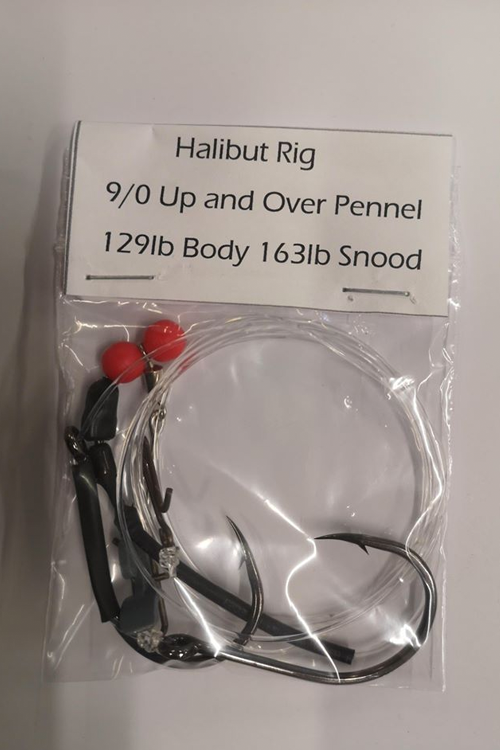 Halibut Rig
9/0 Up and Over Pennel
129lb Body 163lb Snood